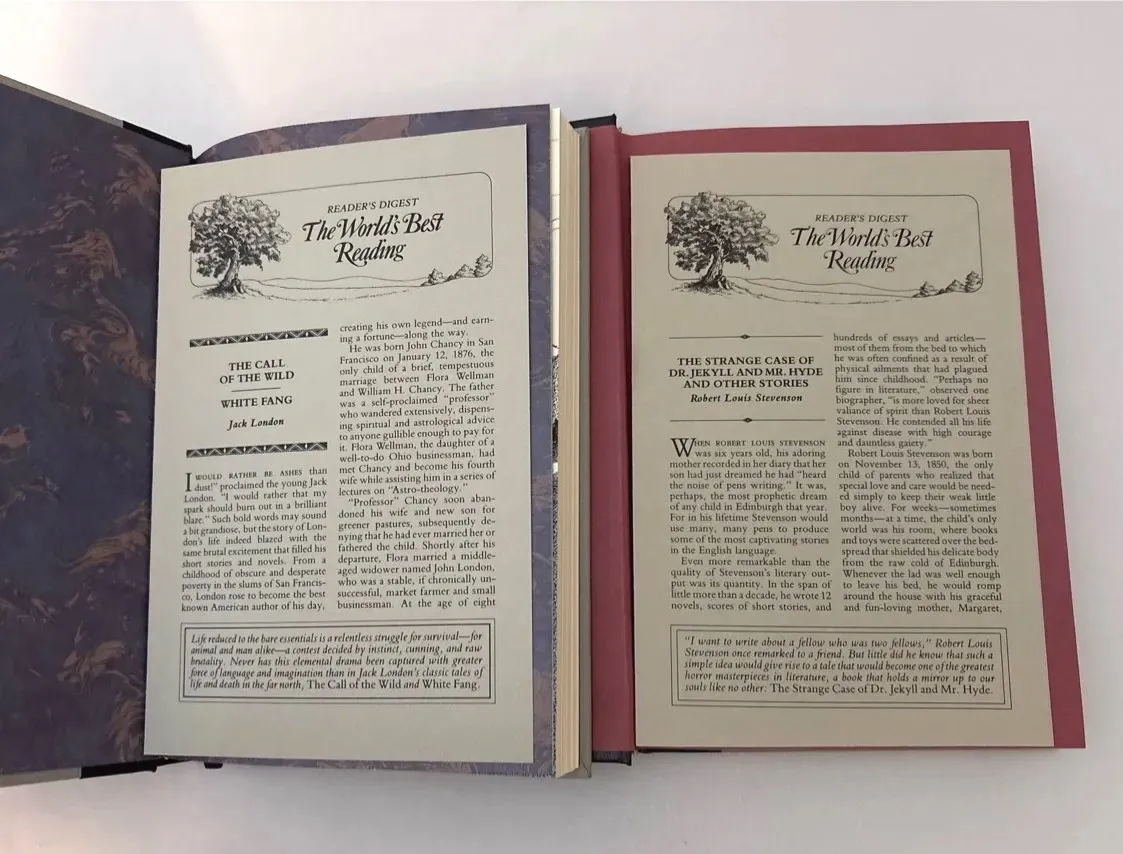 READER'S DIGEST
The World's Best
Reading
THE CALL
OF THE WILD
WHITE FANG
Jack London
I WOULD RATHER BE ASHES than
dust!" proclaimed the young Jack
London. "I would rather that my
spark should burn out in a brilliant
blaze." Such bold words may sound
a bit grandiose, but the story of Lon-
don's life indeed blazed with the
same brutal excitement that filled his
short stories and novels. From a
childhood of obscure and desperate
poverty in the slums of San Francis-
co, London rose to become the best
known American author of his day,
creating his own legend—and earn-
ing a fortune—along the way.
He was born John Chancy in San
Francisco on January 12, 1876, the
only child of a brief, tempestuous
marriage between Flora Wellman
and William H. Chancy. The father
was a self-proclaimed "professor"
who wandered extensively, dispens-
ing spiritual and astrological advice
to anyone gullible enough to pay for
it. Flora Wellman, the daughter of a
well-to-do Ohio businessman, had
met Chancy and become his fourth
wife while assisting him in a series of
lectures on "Astro-theology."
"Professor" Chancy soon aban-
doned his wife and new son for
greener pastures, subsequently de-
nying that he had ever married her or
fathered the child. Shortly after his
departure, Flora married a middle-
aged widower named John London,
who was a stable, if chronically un-
successful, market farmer and small
businessman. At the age of eight
Life reduced to the bare essentials is a relentless struggle for survival—for
animal and man alike—a contest decided by instinct, cunning, and raw
brutality. Never has this elemental drama been captured with greater
force of language and imagination than in Jack London's classic tales of
life and death in the far north, The Call of the Wild and White Fang.
READER'S DIGEST
The World's Best
Reading
THE STRANGE CASE OF
DR. JEKYLL AND MR. HYDE
AND OTHER STORIES
Robert Louis Stevenson
WHEN ROBERT LOUIS STEVENSON
was six years old, his adoring
mother recorded in her diary that her
son had just dreamed he had "heard
the noise of pens writing." It was,
perhaps, the most prophetic dream
of any child in Edinburgh that year.
For in his lifetime Stevenson would
use many, many pens to produce
some of the most captivating stories
in the English language.
Even more remarkable than the
quality of Stevenson's literary out-
put was its quantity. In the span of
little more than a decade, he wrote 12
novels, scores of short stories, and
hundreds of essays and articles—
most of them from the bed to which
he was often confined as a result of
physical ailments that had plagued
him since childhood. "Perhaps no
figure in literature," observed one
biographer, "is more loved for sheer
valiance of spirit than Robert Louis
Stevenson. He contended all his life
against disease with high courage
and dauntless gaiety."
Robert Louis Stevenson was born
on November 13, 1850, the only
child of parents who realized that
special love and care would be need-
ed simply to keep their weak little
boy alive. For weeks—sometimes
months—at a time, the child's only
world was his room, where books
and toys were scattered over the bed-
spread that shielded his delicate body
from the raw cold of Edinburgh.
Whenever the lad was well enough
to leave his bed, he would romp
around the house with his graceful
and fun-loving mother, Margaret,
"I want to write about a fellow who was two fellows," Robert Louis
Stevenson once remarked to a friend. But little did he know that such a
simple idea would give rise to a tale that would become one of the greatest
horror masterpieces in literature, a book that holds a mirror up to our
souls like no other: The Strange Case of Dr. Jekyll and Mr. Hyde.